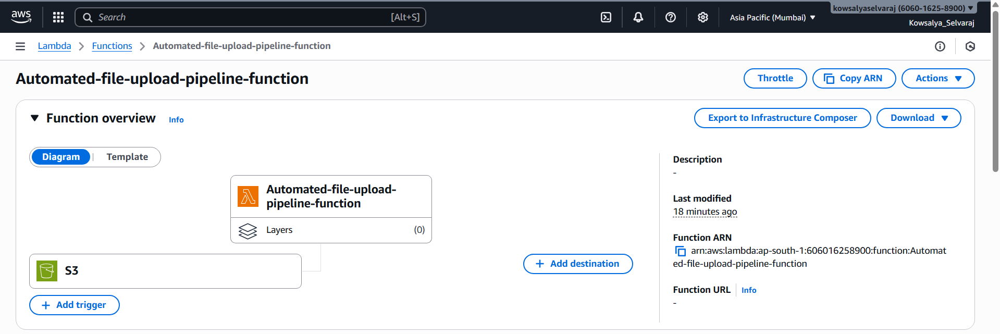 aws
Search [Alt+S]
Asia Pacific (Mumbai)
kowsalyaselvaraj (6060-1625-8900)
Kowsalya_Selvaraj
Lambda
Functions
Automated-file-upload-pipeline-function
Automated-file-upload-pipeline-function
Throttle
Copy ARN
Actions
Function overview Info
Export to Infrastructure Composer
Download
Diagram
Template
Automated-file-upload-
pipeline-function
Layers (0)
S3
+ Add trigger
+ Add destination
Description
-
Last modified
18 minutes ago
Function ARN
arn:aws:lambda:ap-south-1:606016258900:function:Automat
ed-file-upload-pipeline-function
Function URL Info
-